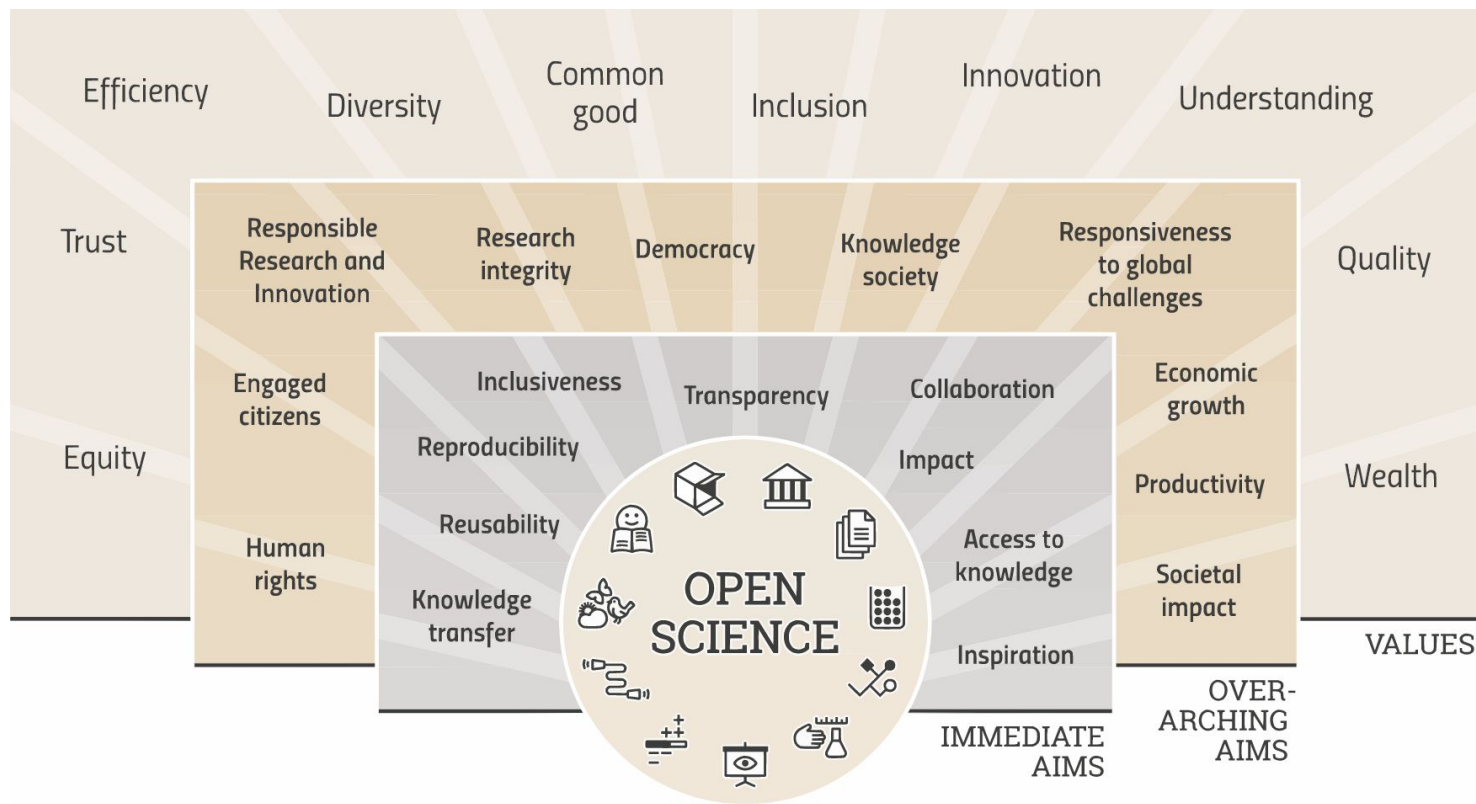 Efficiency
Diversity
Common
good
Inclusion
Innovation
Understanding
Trust
Equity
Quality
Wealth
Responsible
Research and
Innovation
Research
integrity
Democracy
Knowledge
society
Responsiveness
to global
challenges
Engaged
citizens
Human
rights
Economic
growth
Productivity
Societal
impact
Inclusiveness
Transparency
Collaboration
Reproducibility
Impact
Reusability
Access to
knowledge
Knowledge
transfer
Inspiration
OPEN
SCIENCE
VALUES
OVER-
ARCHING
AIMS
IMMEDIATE
AIMS